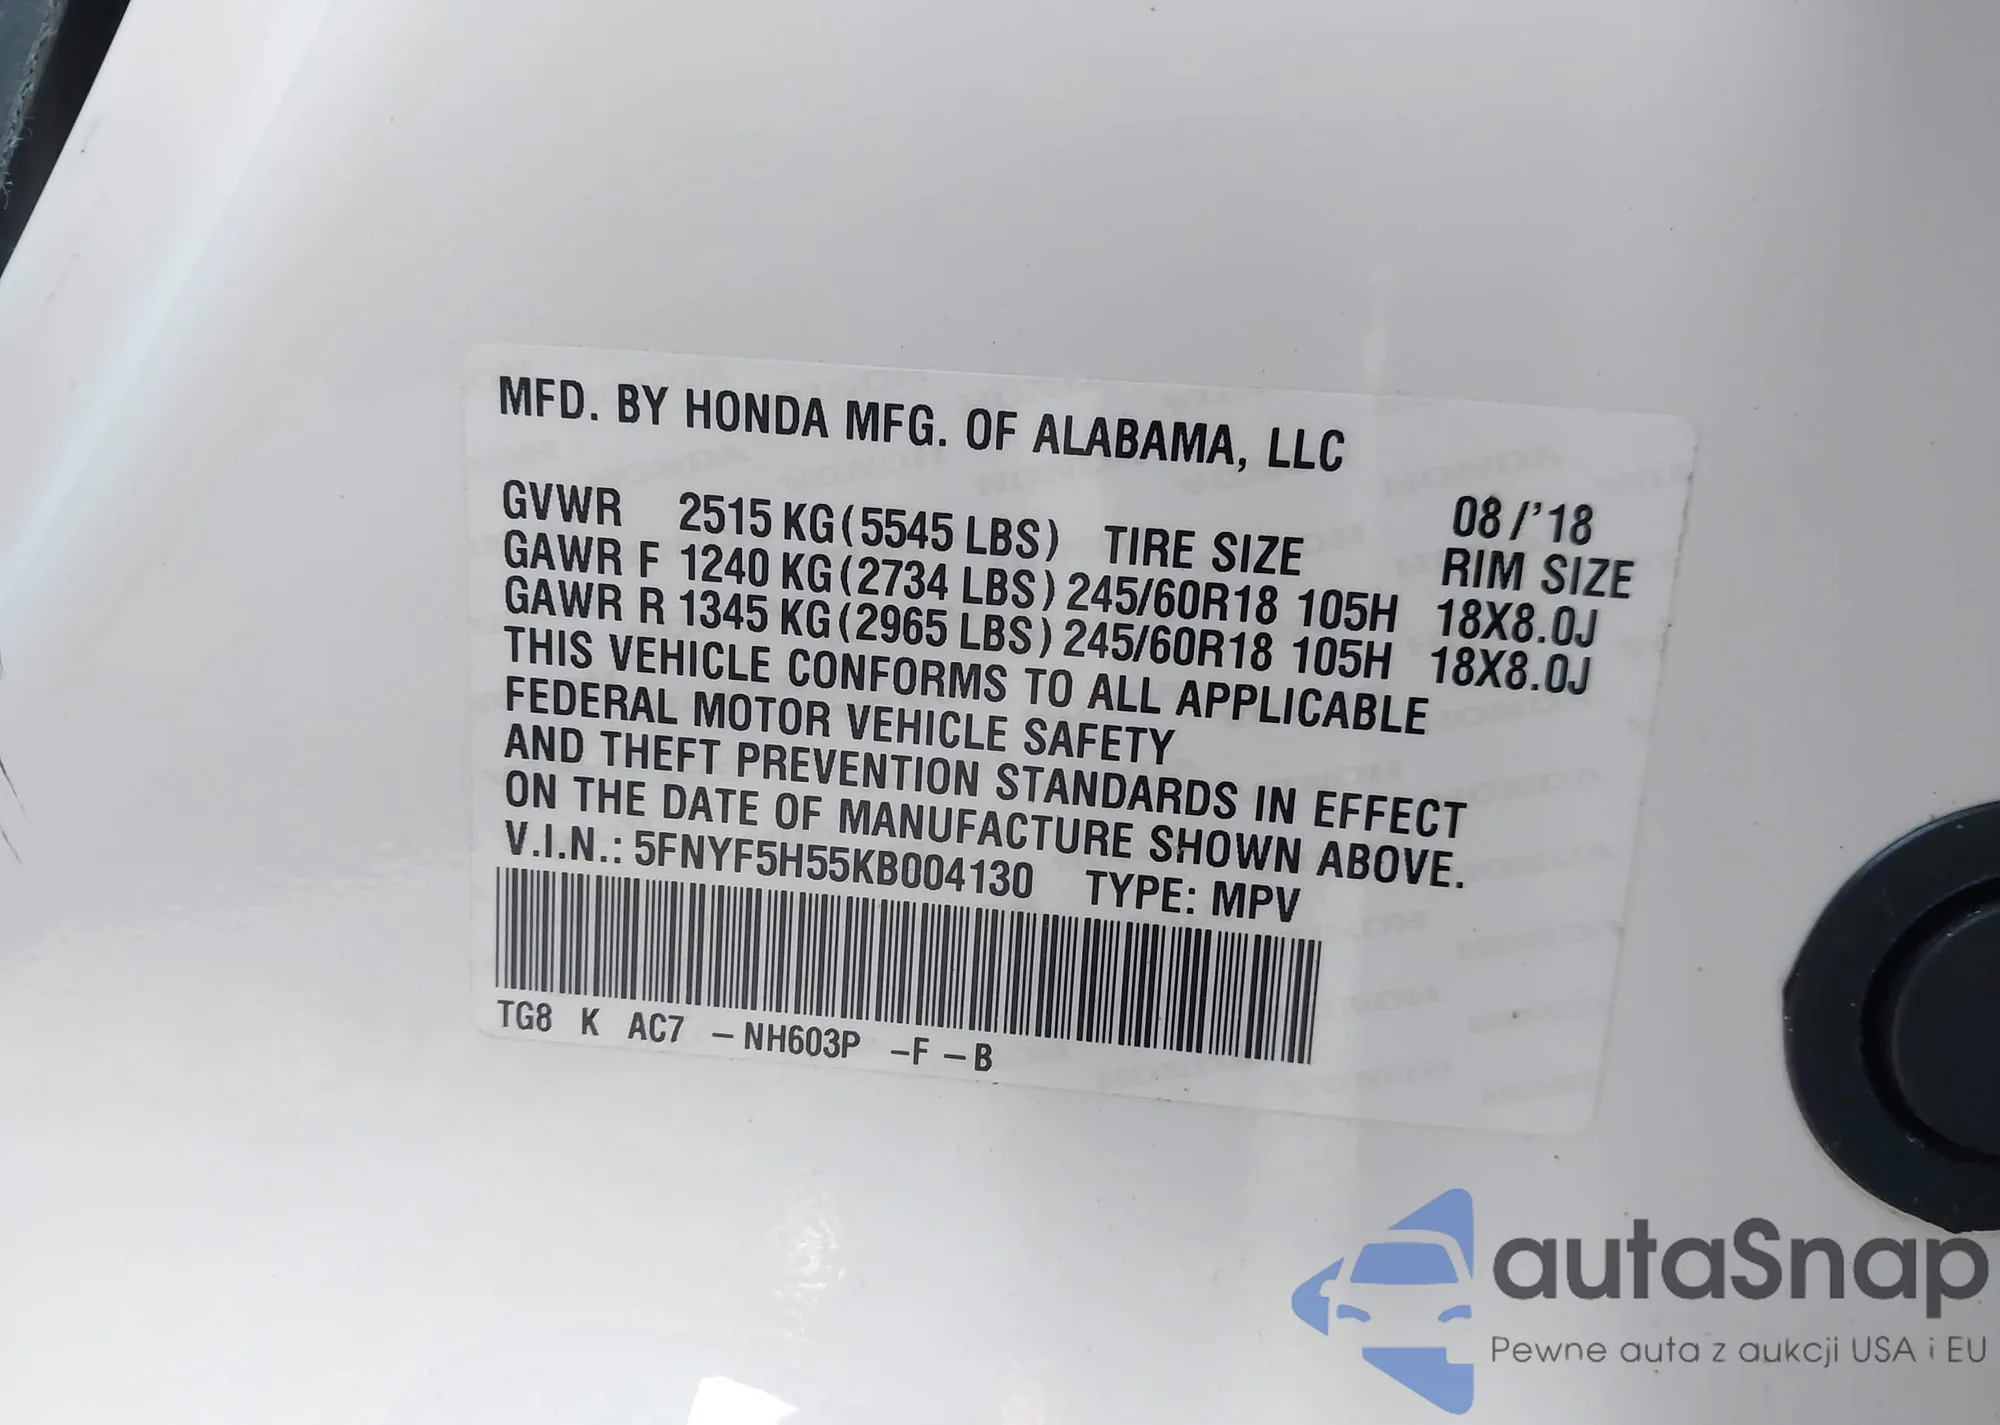 MFD. BY HONDA MFG. OF ALABAMA, LLC
08/'18
GVWR 2515 KG(5545 LBS) TIRE SIZE RIM SIZE
GAWR F 1240 KG(2734 LBS) 245/60R18 105H 18X8.0J
GAWR R 1345 KG(2965 LBS) 245/60R18 105H 18X8.0J
THIS VEHICLE CONFORMS TO ALL APPLICABLE
FEDERAL MOTOR VEHICLE SAFETY
AND THEFT PREVENTION STANDARDS IN EFFECT
ON THE DATE OF MANUFACTURE SHOWN ABOVE.
V.I.N.: 5FNYF5H55KB004130 TYPE: MPV
TG8 K AC7 -NH603P -F -B
autaSnap
Pewne auta z aukcji USA i EU